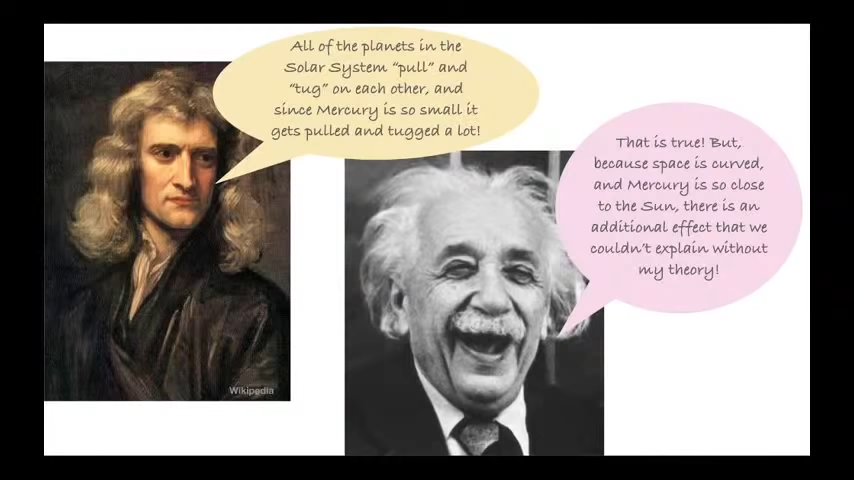 All of the planets in the
Solar System "pull" and
"tug" on each other, and
since Mercury is so small it
gets pulled and tugged a lot!
That is true! But,
because space is curved,
and Mercury is so close
to the Sun, there is an
additional effect that we
couldn't explain without
my theory!
Wikipedia